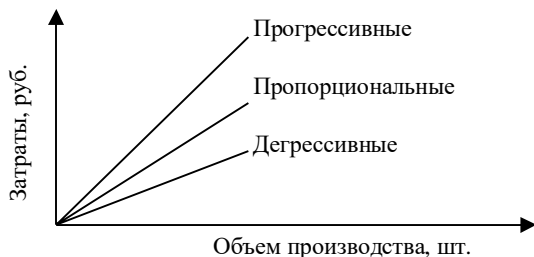 Прогрессивные
Пропорциональные
Дегрессивные
Затраты, руб.
Объем производства, шт.